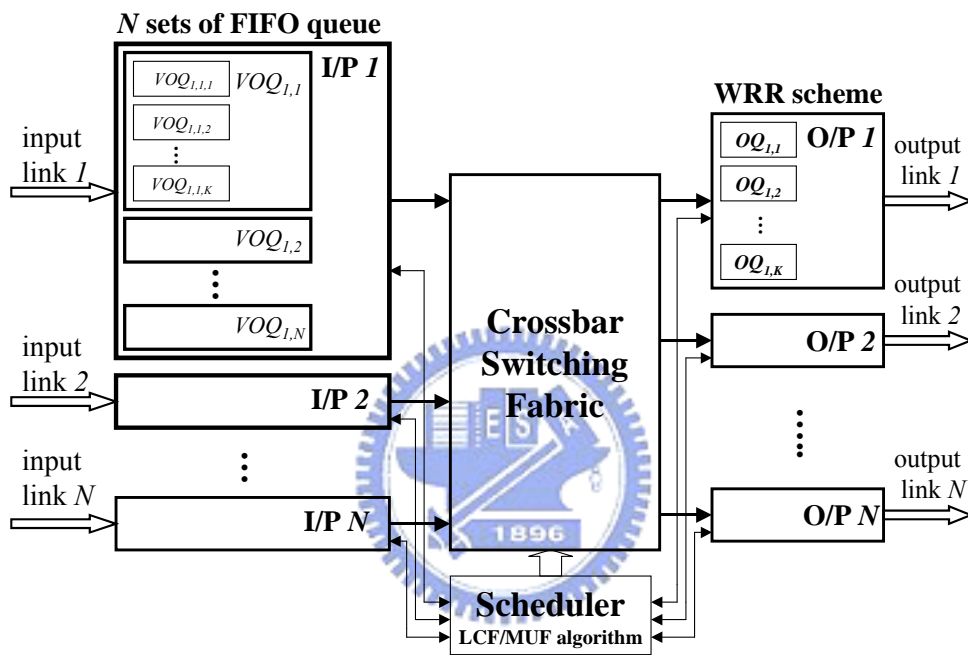 N sets of FIFO queue
I/P 1
VOQ1,1
VOQ1,1,1
VOQ1,1,2
...
VOQ1,1,K
VOQ1,2
...
VOQ1,N
input
link 1
input
link 2
I/P 2
...
input
link N
I/P N
Crossbar
Switching
Fabric
ES
1896
Scheduler
LCF/MUF algorithm
WRR scheme
O/P 1
OQ1,1
OQ1,2
...
OQ1,K
output
link 1
O/P 2
output
link 2
.....
O/P N
output
link N